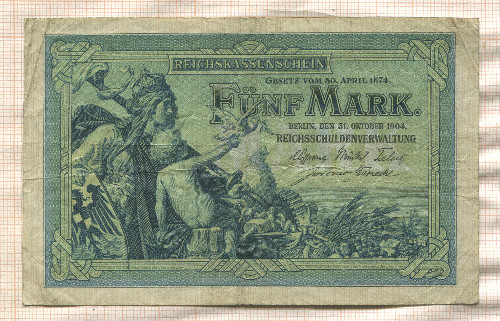 REICHSKASSENSCHEIN
GESETZ VOM 30. APRIL 1874
FÜNF MARK.
BERLIN, DEN 31. OKTOBER 1904.
REICHSSCHULDENVERWALTUNG